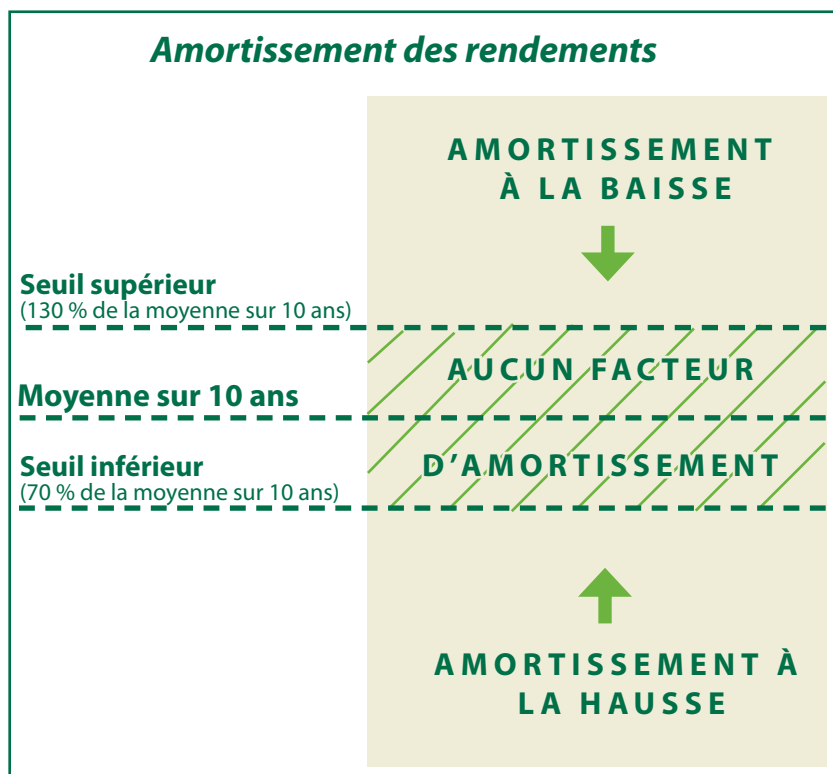 Amortissement des rendements
AMORTISSEMENT
À LA BAISSE
Seuil supérieur
(130 % de la moyenne sur 10 ans)
AUCUN FACTEUR
Moyenne sur 10 ans
Seuil inférieur
(70 % de la moyenne sur 10 ans)
D'AMORTISSEMENT
AMORTISSEMENT À
LA HAUSSE